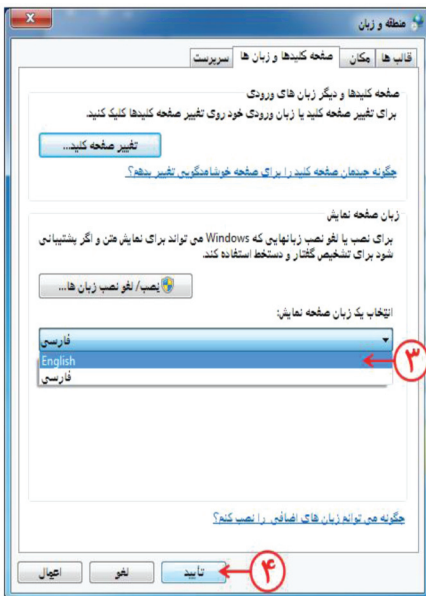 منطقه و زبان
قالب ها
مکان
صفحه کلیدها و زبان ها
سرپرست
صفحه کلیدها و دیگر زبان های ورودی
برای تغییر صفحه کلید یا زبان ورودی خود روی تغییر صفحه کلیدها کلیک کنید.
تغییر صفحه کلید...
چگونه چیدمان صفحه کلید را برای صفحه خوشامدگویی تغییر بدهم؟
زبان صفحه نمایش
برای نصب یا لغو نصب زبانهایی که Windows می تواند برای نمایش متن و اگر پشتیبانی
شود برای تشخیص گفتار و دستخط استفاده کند.
نصب/ لغو نصب زبان ها...
انتخاب یک زبان صفحه نمایش:
فارسی
English
۳
فارسی
چگونه می توانم زبان های اضافی را نصب کنم؟
۴
تأیید
لغو
اعمال